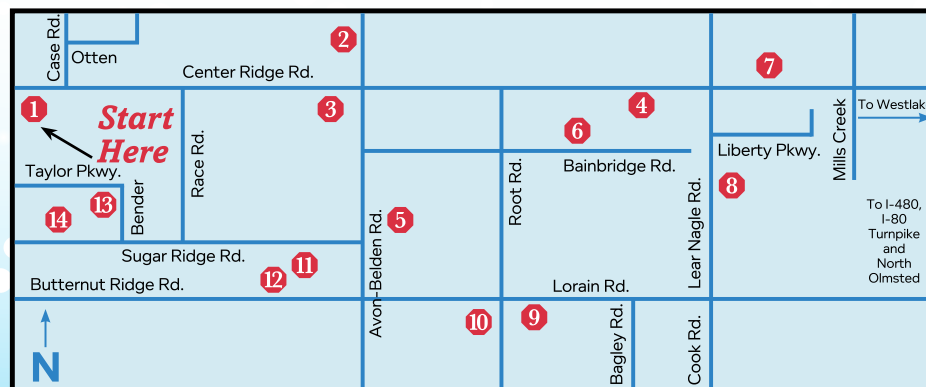 Case Rd.
Otten
2
Center Ridge Rd.
7
1
Start
Here
3
4
6
To Westlak
Mills Creek
Race Rd.
Taylor Pkwy.
Bainbridge Rd.
Liberty Pkwy.
Root Rd.
Lear Nagle Rd.
8
13
14
Bender
5
Avon-Belden Rd.
To I-480,
I-80
Turnpike
and
North
Olmsted
Sugar Ridge Rd.
11
12
Butternut Ridge Rd.
Lorain Rd.
10
9
Bagley Rd.
Cook Rd.
N